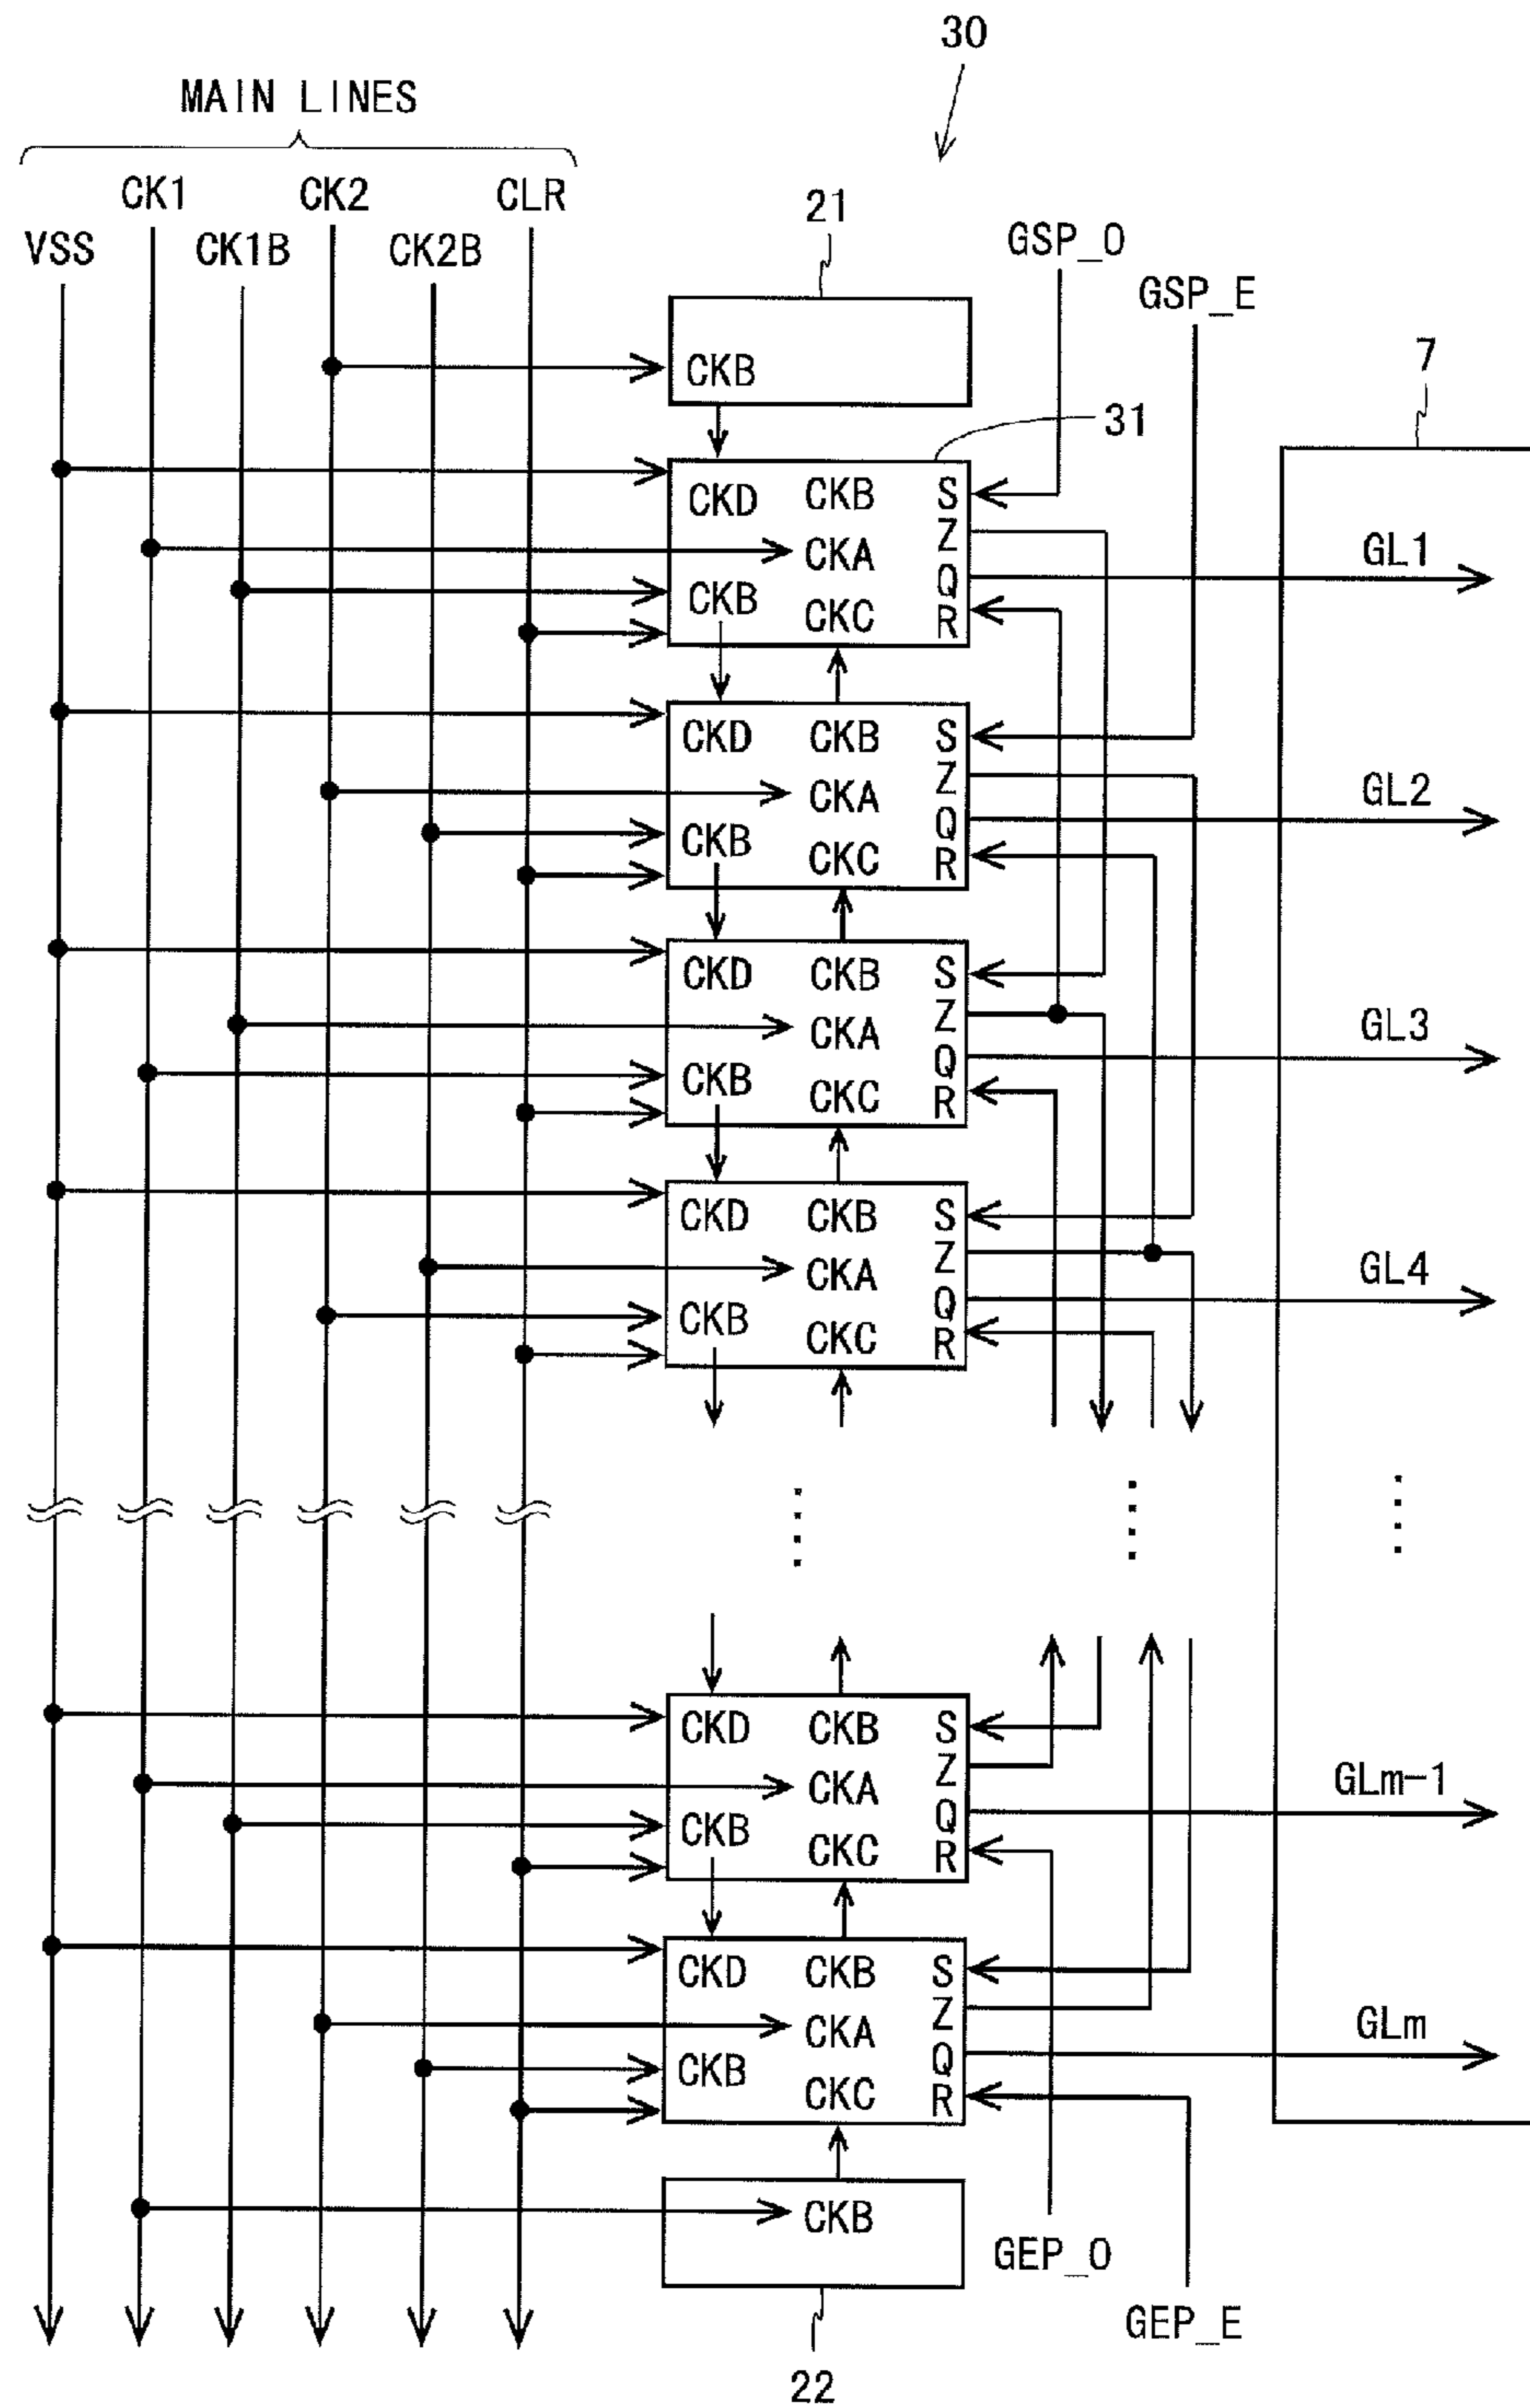 30
MAIN LINES
CK1 CK2 CLR
VSS CK1B CK2B
21
GSP_O
GSP_E
7
CKB
31
CKD CKB S
Z
CKA GL1
Q
CKB CKC R
CKD CKB S
Z
CKA GL2
Q
CKB CKC R
CKD CKB S
Z
CKA GL3
Q
CKB CKC R
CKD CKB S
Z
CKA GL4
Q
CKB CKC R
CKD CKB S
Z
CKA GLm-1
Q
CKB CKC R
CKD CKB S
Z
CKA GLm
Q
CKB CKC R
CKB
GEP_O
GEP_E
22